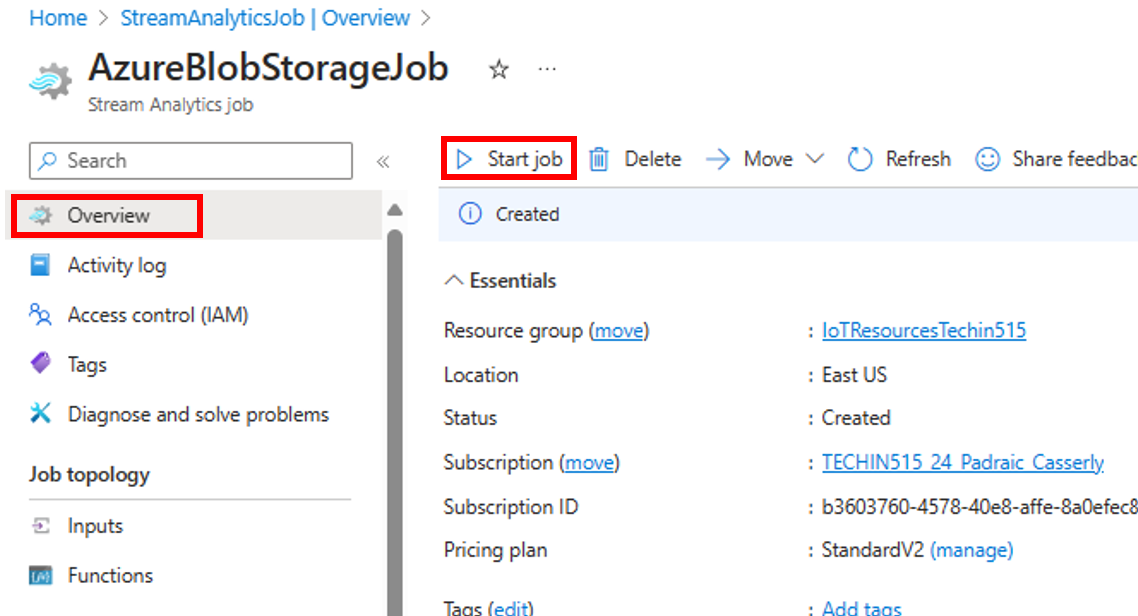 Home > StreamAnalyticsJob | Overview >
AzureBlobStorageJob
Stream Analytics job
Search
Start job Delete Move Refresh Share feedbac
Overview
Created
Activity log
Essentials
Access control (IAM)
Resource group (move) : IoTResourcesTechin515
Tags
Location : East US
Diagnose and solve problems
Status : Created
Job topology
Subscription (move) : TECHIN515_24_Padraic_Casserly
Inputs
Subscription ID : b3603760-4578-40e8-affe-8a0efec8
Functions
Pricing plan : StandardV2 (manage)
Tags (edit) : Add tags